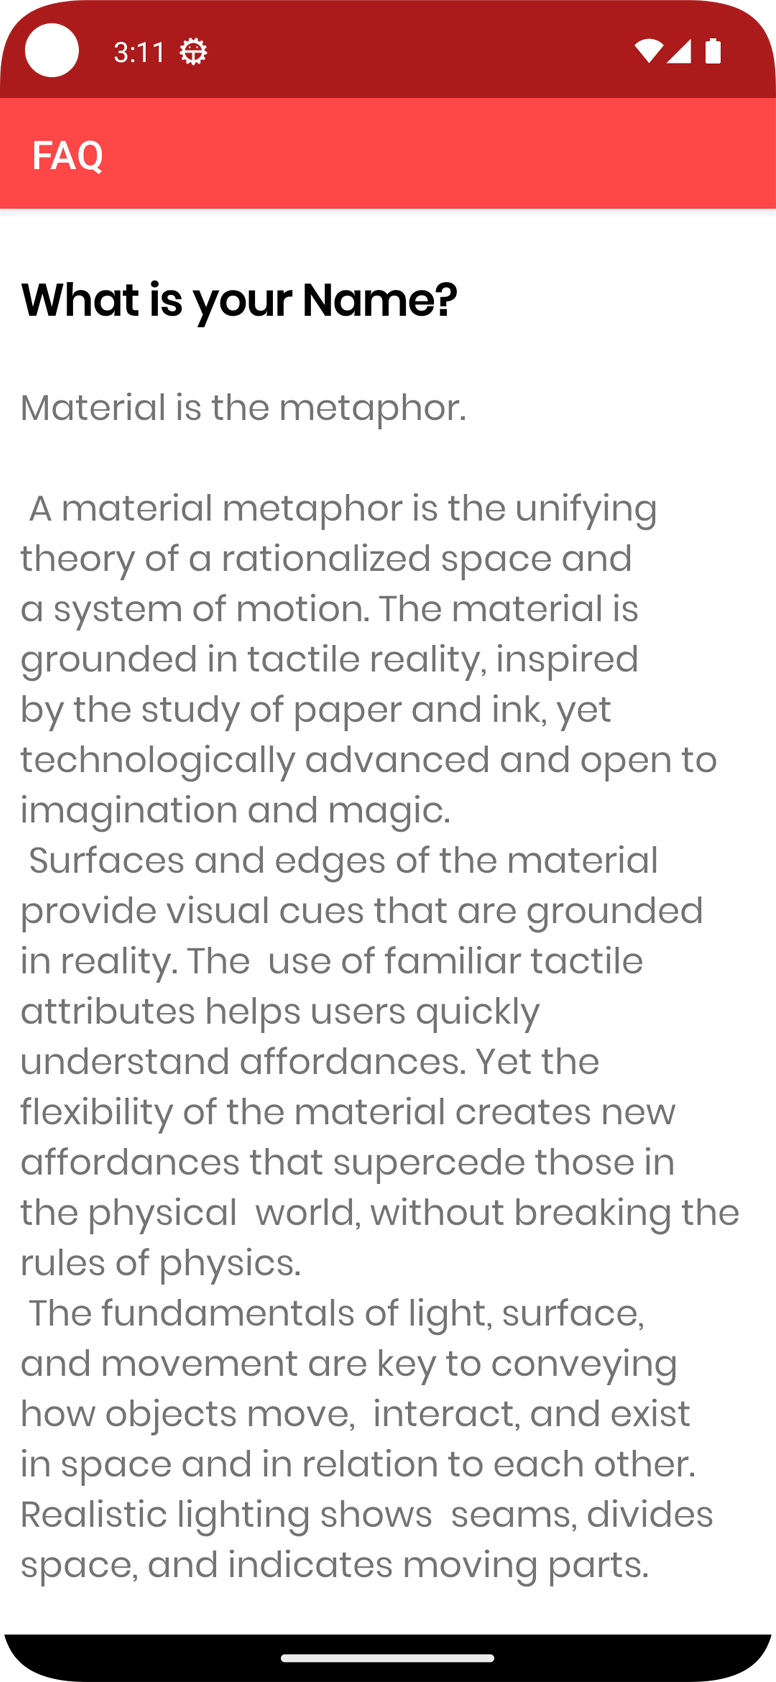 3:11
FAQ
What is your Name?
Material is the metaphor.
A material metaphor is the unifying
theory of a rationalized space and
a system of motion. The material is
grounded in tactile reality, inspired
by the study of paper and ink, yet
technologically advanced and open to
imagination and magic.
Surfaces and edges of the material
provide visual cues that are grounded
in reality. The  use of familiar tactile
attributes helps users quickly
understand affordances. Yet the
flexibility of the material creates new
affordances that supercede those in
the physical  world, without breaking the
rules of physics.
The fundamentals of light, surface,
and movement are key to conveying
how objects move,  interact, and exist
in space and in relation to each other.
Realistic lighting shows  seams, divides
space, and indicates moving parts.